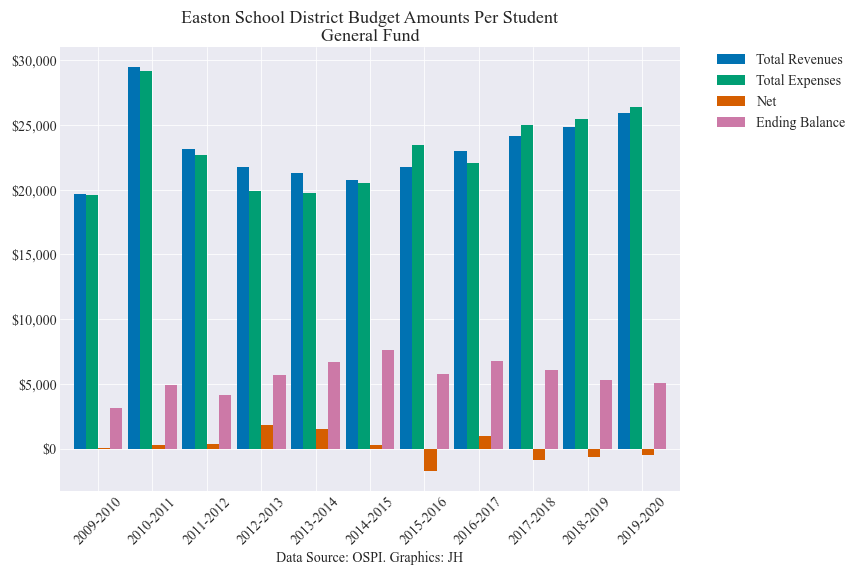 Easton School District Budget Amounts Per Student
General Fund
Total Revenues
Total Expenses
Net
Ending Balance
$30,000
$25,000
$20,000
$15,000
$10,000
$5,000
$0
2009-2010
2010-2011
2011-2012
2012-2013
2013-2014
2014-2015
2015-2016
2016-2017
2017-2018
2018-2019
2019-2020
Data Source: OSPI. Graphics: JH